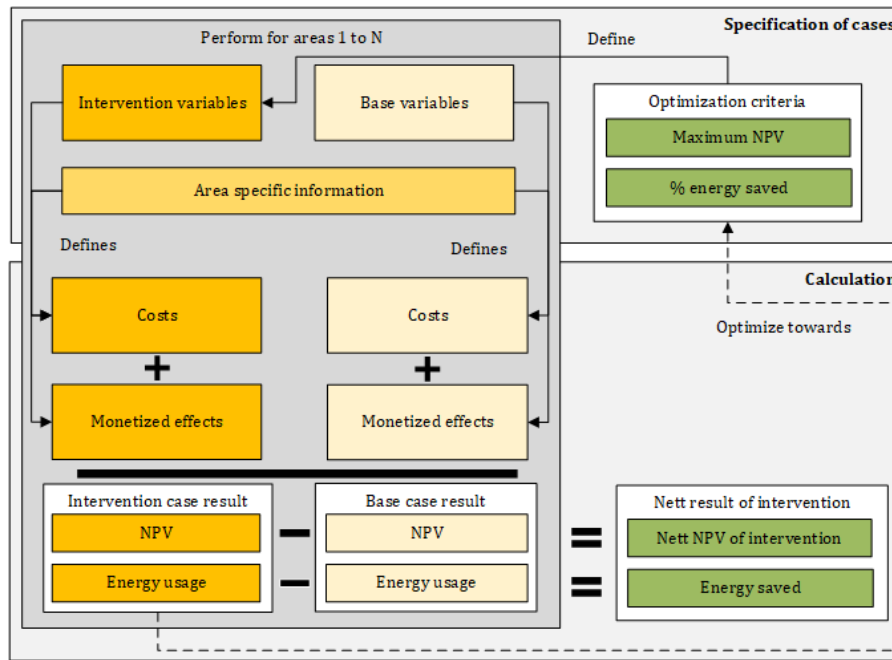 Specification of cases
Perform for areas 1 to N
Define
Intervention variables
Base variables
Optimization criteria
Maximum NPV
% energy saved
Area specific information
Defines
Defines
Calculation
Costs
Costs
Optimize towards
+
+
Monetized effects
Monetized effects
Intervention case result
Base case result
Nett result of intervention
NPV
–
NPV
=
Nett NPV of intervention
Energy usage
–
Energy usage
=
Energy saved